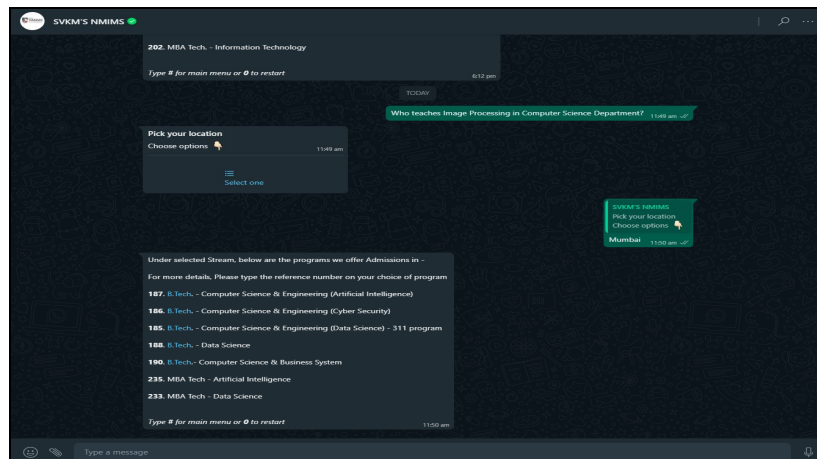 SVKM'S NMIMS
202. MBA Tech. - Information Technology
Type # for main menu or 0 to restart
6:12 pm
TODAY
Who teaches Image Processing in Computer Science Department?
11:49 am
Pick your location
Choose options
11:49 am
Select one
SVKM'S NMIMS
Pick your location
Choose options
Mumbai
11:50 am
Under selected Stream, below are the programs we offer Admissions in -
For more details, Please type the reference number on your choice of program
187. B.Tech. - Computer Science & Engineering (Artificial Intelligence)
186. B.Tech. - Computer Science & Engineering (Cyber Security)
185. B.Tech. - Computer Science & Engineering (Data Science) - 311 program
188. B.Tech. - Data Science
190. B.Tech.- Computer Science & Business System
235. MBA Tech - Artificial Intelligence
233. MBA Tech - Data Science
Type # for main menu or 0 to restart
11:50 am
Type a message